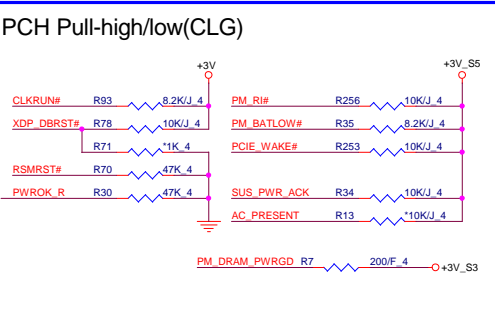 PCH Pull-high/low(CLG)
+3V
CLKRUN# R93 8.2K/J_4
XDP_DBRST# R78 10K/J_4
R71 *1K_4
RSMRST# R70 47K_4
PWROK_R R30 47K_4
+3V_S5
PM_RI# R256 10K/J_4
PM_BATLOW# R35 8.2K/J_4
PCIE_WAKE# R253 10K/J_4
SUS_PWR_ACK R34 10K/J_4
AC_PRESENT R13 *10K/J_4
PM_DRAM_PWRGD R7 200/F_4 +3V_S3